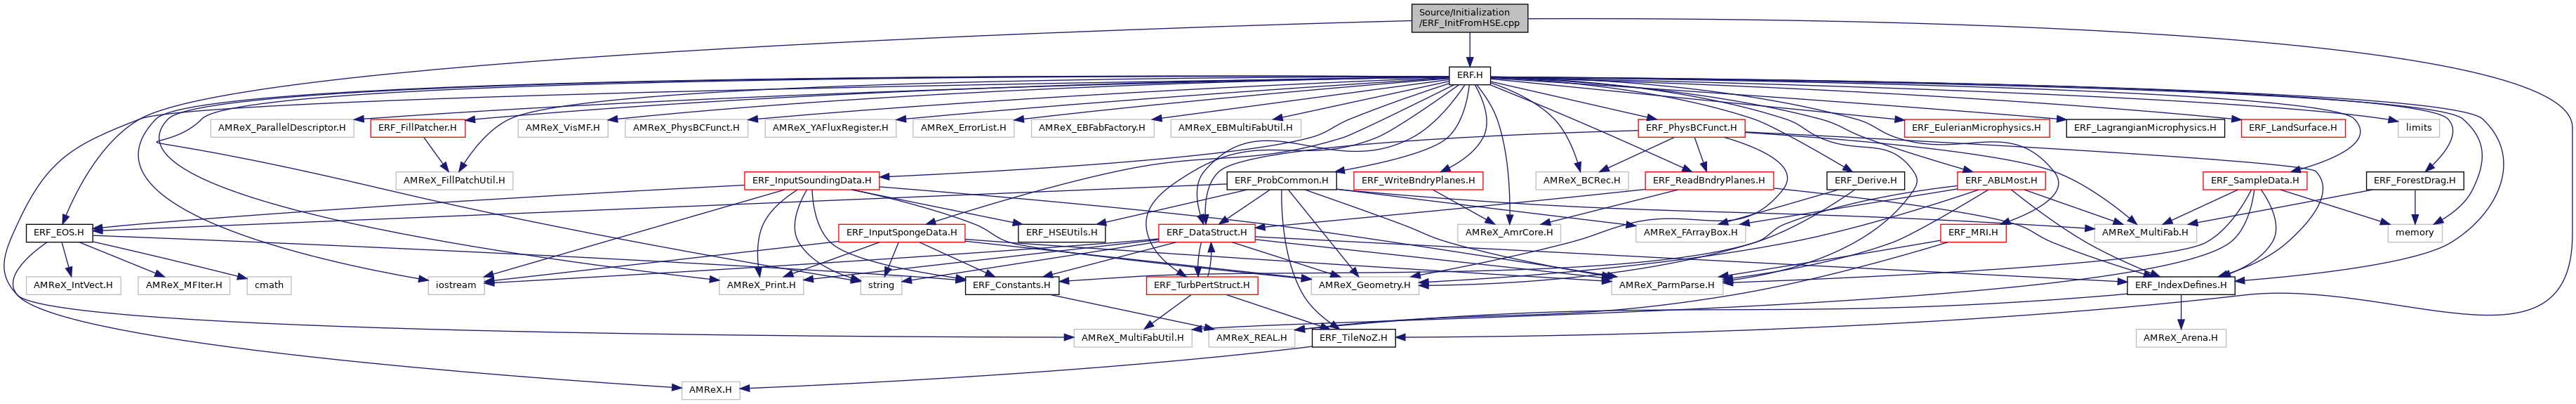 Source/Initialization
/ERF_InitFromHSE.cpp
ERF.H
AMReX_ParallelDescriptor.H
ERF_FillPatcher.H
AMReX_VisMF.H
AMReX_PhysBCFunct.H
AMReX_YAFluxRegister.H
AMReX_ErrorList.H
AMReX_EBFabFactory.H
AMReX_EBMultiFabUtil.H
ERF_PhysBCFunct.H
ERF_EulerianMicrophysics.H
ERF_LagrangianMicrophysics.H
ERF_LandSurface.H
limits
AMReX_FillPatchUtil.H
ERF_InputSoundingData.H
ERF_ProbCommon.H
ERF_WriteBndryPlanes.H
AMReX_BCRec.H
ERF_ReadBndryPlanes.H
ERF_Derive.H
ERF_ABLMost.H
ERF_SampleData.H
ERF_ForestDrag.H
ERF_EOS.H
ERF_InputSpongeData.H
ERF_HSEUtils.H
ERF_DataStruct.H
AMReX_AmrCore.H
AMReX_FArrayBox.H
ERF_MRI.H
AMReX_MultiFab.H
memory
AMReX_IntVect.H
AMReX_MFIter.H
cmath
iostream
AMReX_Print.H
string
ERF_Constants.H
ERF_TurbPertStruct.H
AMReX_Geometry.H
AMReX_ParmParse.H
ERF_IndexDefines.H
AMReX_MultiFabUtil.H
AMReX_REAL.H
ERF_TileNoZ.H
AMReX_Arena.H
AMReX.H